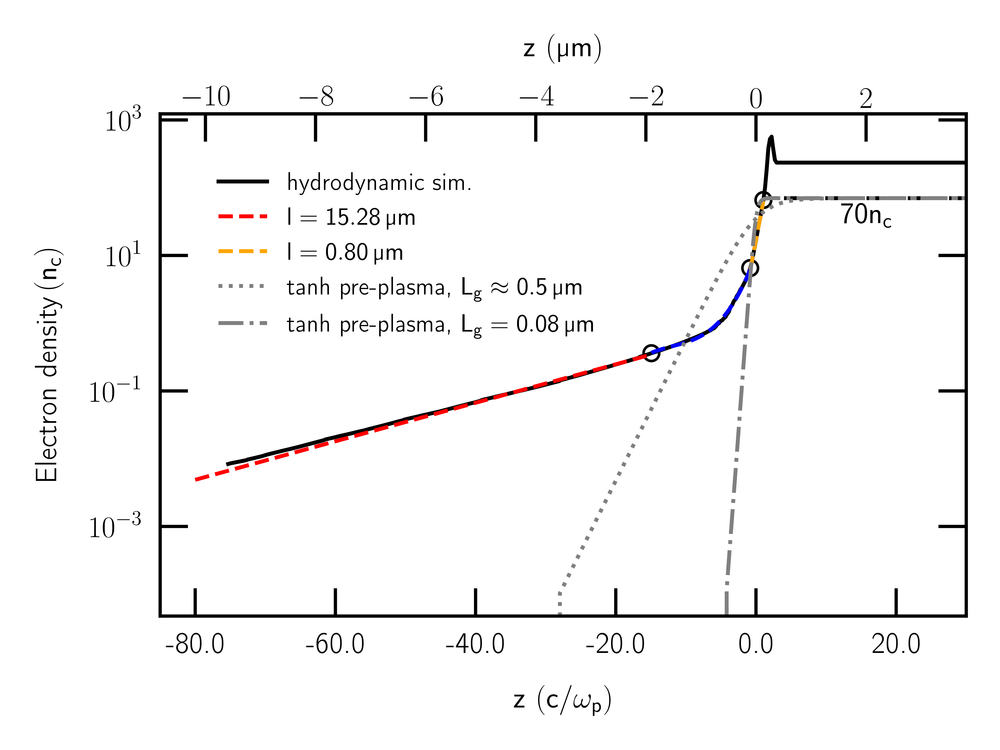 z (µm)
−10 −8 −6 −4 −2 0 2
10³
10¹
10⁻¹
10⁻³
Electron density (n_c)
hydrodynamic sim.
l = 15.28 µm
l = 0.80 µm
tanh pre-plasma, L_g ≈ 0.5 µm
tanh pre-plasma, L_g = 0.08 µm
70n_c
-80.0 -60.0 -40.0 -20.0 0.0 20.0
z (c/ω_p)